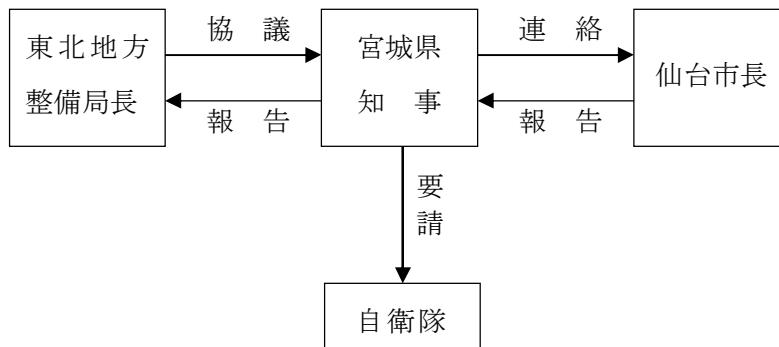 東北地方
整備局長
協　議
報　告
宮城県
知　事
連　絡
報　告
仙台市長
要
請
自衛隊